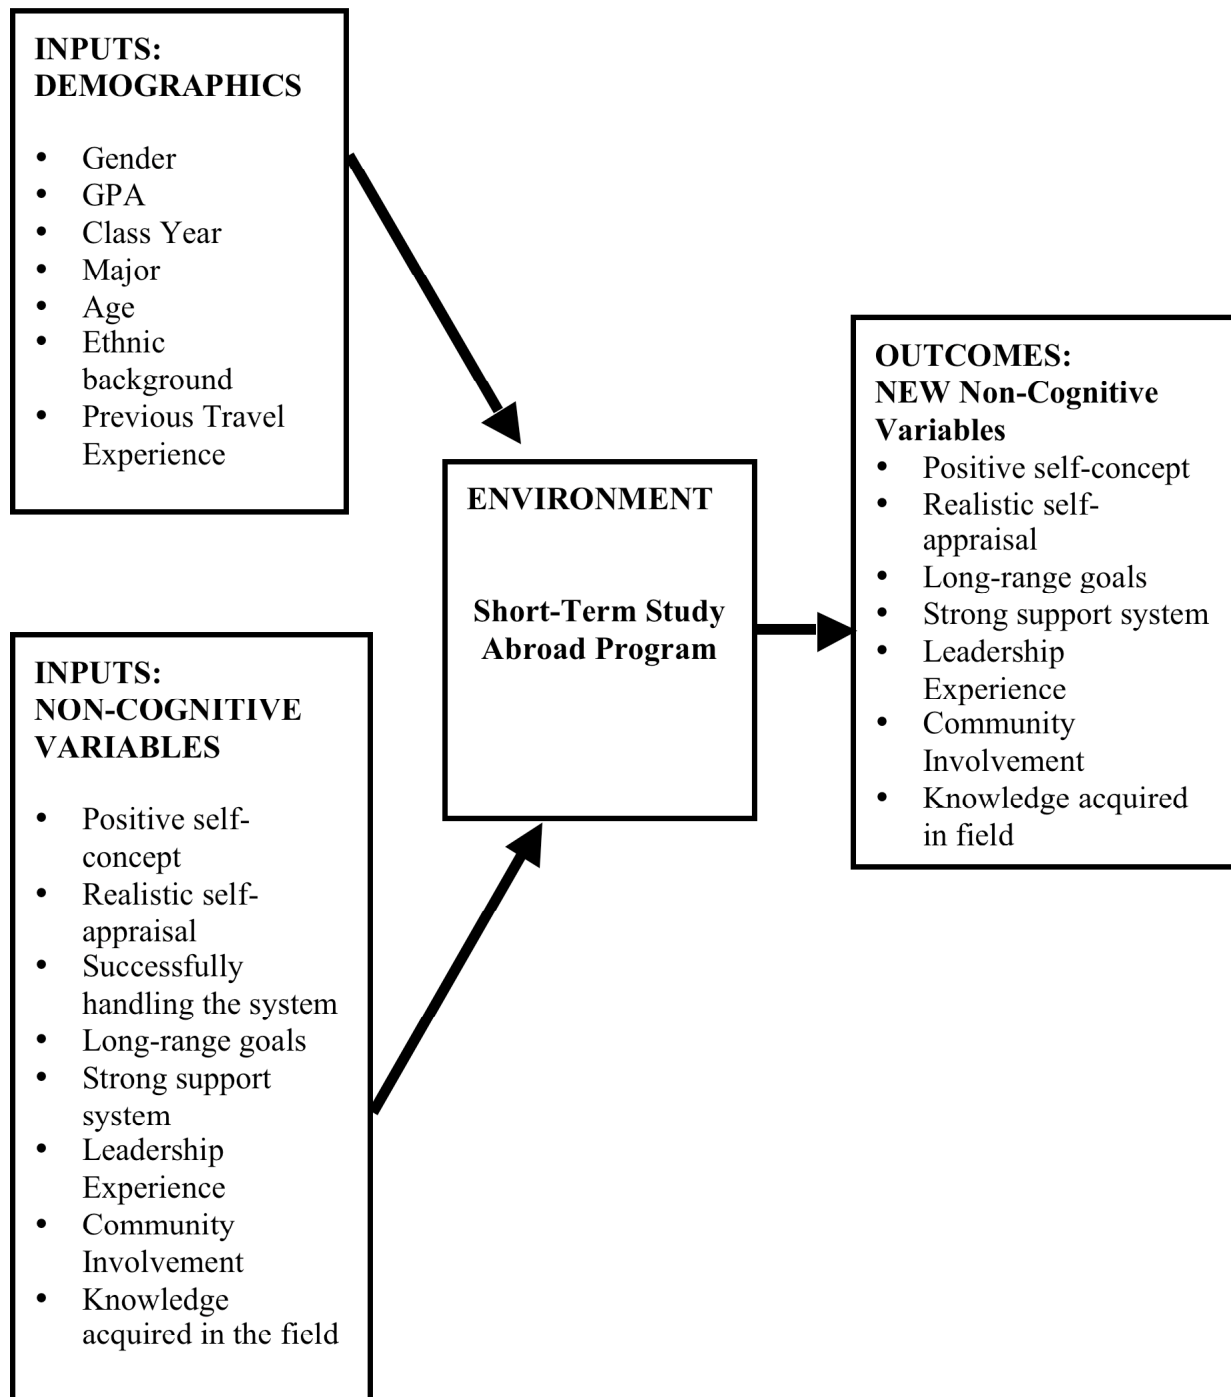 INPUTS:
DEMOGRAPHICS
• Gender
• GPA
• Class Year
• Major
• Age
• Ethnic
background
• Previous Travel
Experience
INPUTS:
NON-COGNITIVE
VARIABLES
• Positive self-
concept
• Realistic self-
appraisal
• Successfully
handling the system
• Long-range goals
• Strong support
system
• Leadership
Experience
• Community
Involvement
• Knowledge
acquired in the field
ENVIRONMENT
Short-Term Study
Abroad Program
OUTCOMES:
NEW Non-Cognitive
Variables
• Positive self-concept
• Realistic self-
appraisal
• Long-range goals
• Strong support system
• Leadership
Experience
• Community
Involvement
• Knowledge acquired
in field